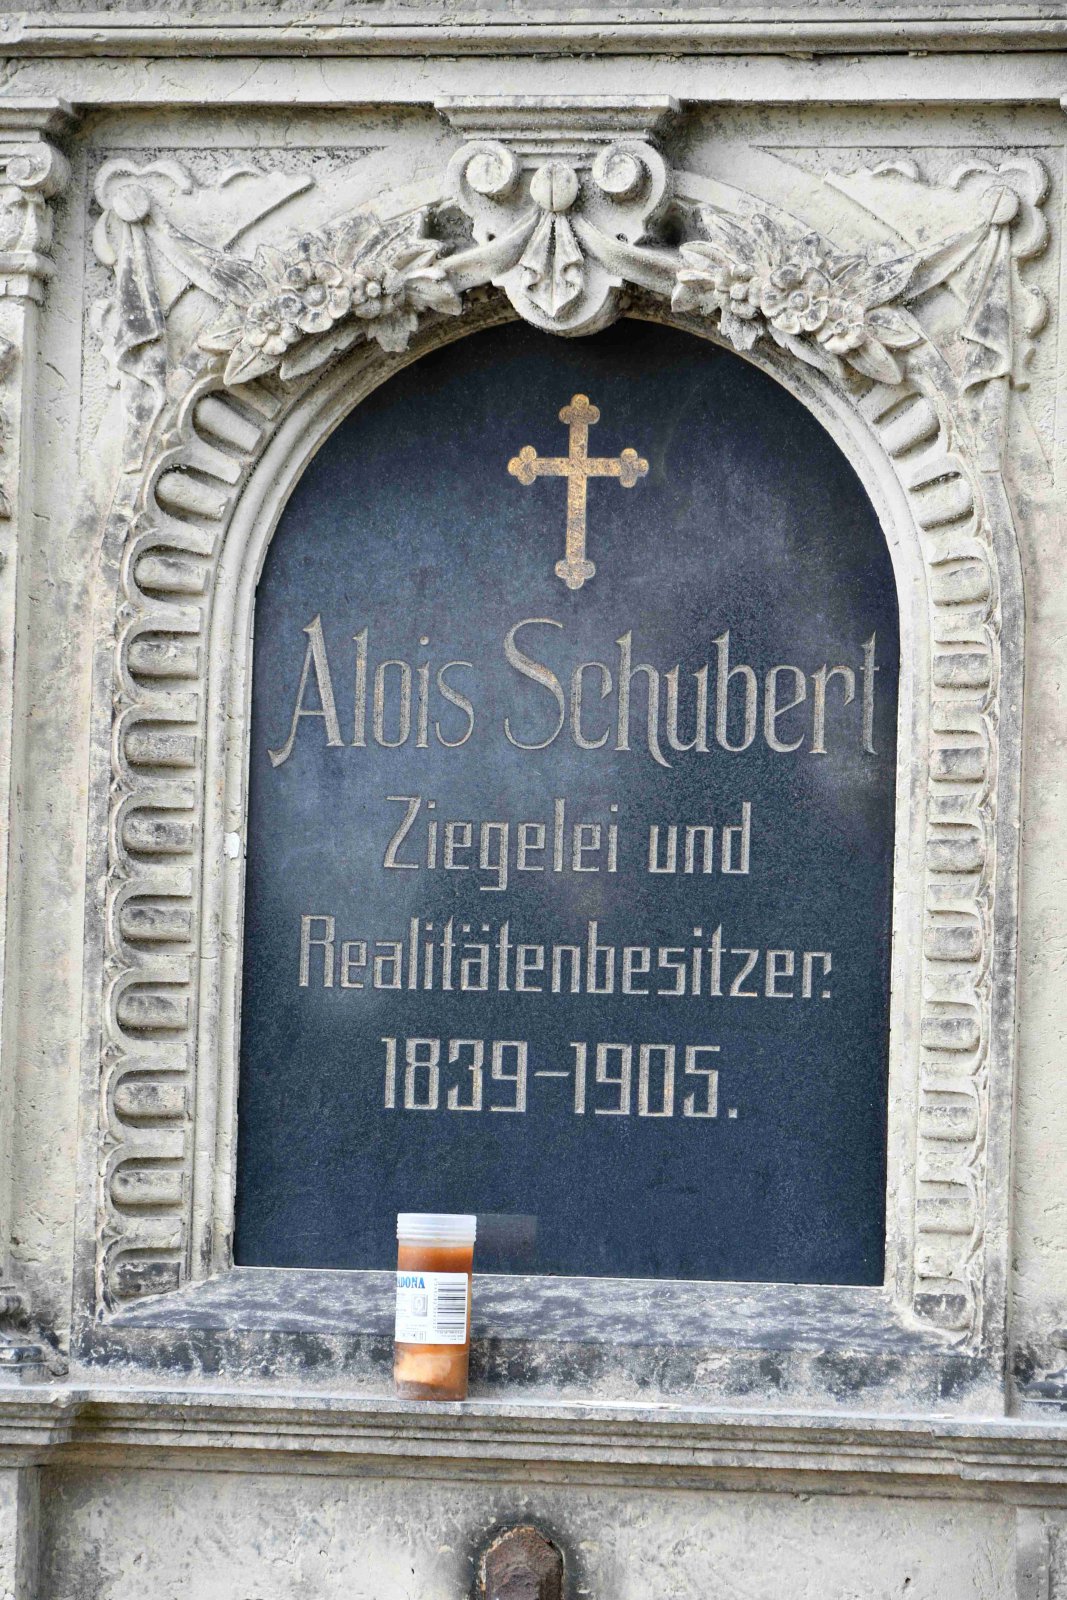 Alois Schubert
Ziegelei und
Realitätenbesitzer.
1839–1905.